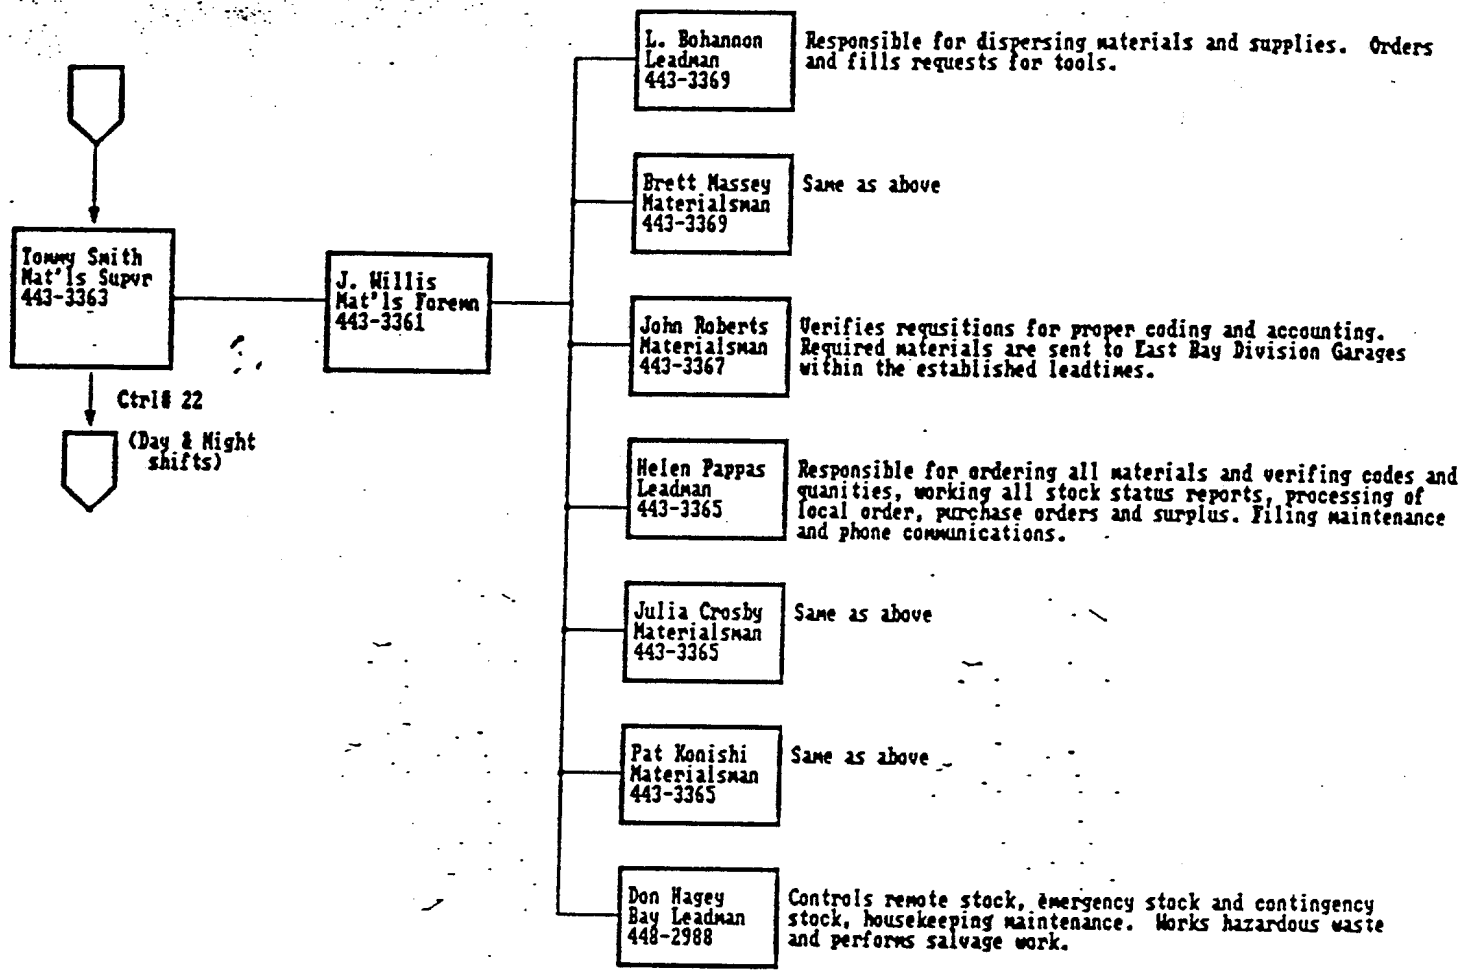 L. Bohannon
Leadman
443-3369
Responsible for dispersing materials and supplies. Orders
and fills requests for tools.
Brett Massey
Materialsman
443-3369
Same as above
Tommy Smith
Mat'ls Supvr
443-3363
J. Willis
Mat'ls Foremn
443-3361
John Roberts
Materialsman
443-3367
Verifies requsitions for proper coding and accounting.
Required materials are sent to East Bay Division Garages
within the established leadtimes.
Ctrl# 22
(Day & Night
shifts)
Helen Pappas
Leadman
443-3365
Responsible for ordering all materials and verifing codes and
quanities, working all stock status reports, processing of
local order, purchase orders and surplus. Filing maintenance
and phone communications.
Julia Crosby
Materialsman
443-3365
Same as above
Pat Konishi
Materialsman
443-3365
Same as above
Don Hagey
Bay Leadman
448-2988
Controls remote stock, emergency stock and contingency
stock, housekeeping maintenance. Works hazardous waste
and performs salvage work.